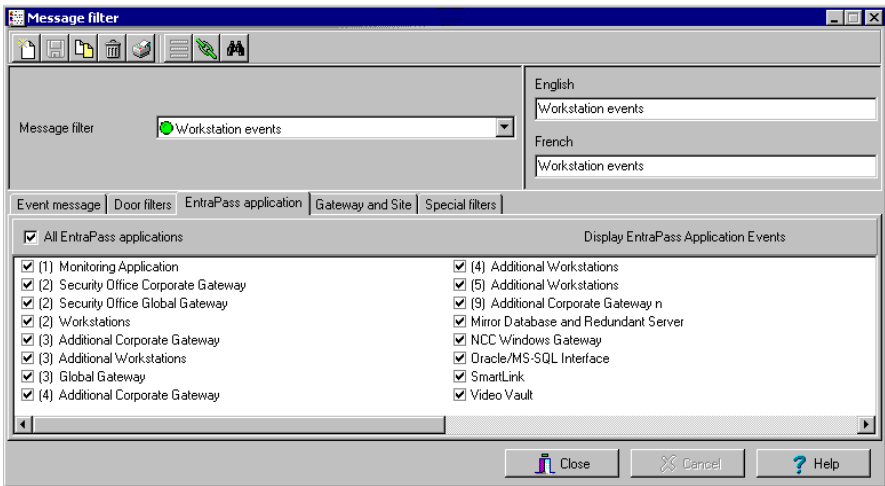 Message filter
English
Workstation events
Message filter
Workstation events
French
Workstation events
Event message
Door filters
EntraPass application
Gateway and Site
Special filters
All EntraPass applications
Display EntraPass Application Events
(1) Monitoring Application
(2) Security Office Corporate Gateway
(2) Security Office Global Gateway
(2) Workstations
(3) Additional Corporate Gateway
(3) Additional Workstations
(3) Global Gateway
(4) Additional Corporate Gateway
(4) Additional Workstations
(5) Additional Workstations
(9) Additional Corporate Gateway n
Mirror Database and Redundant Server
NCC Windows Gateway
Oracle/MS-SQL Interface
SmartLink
Video Vault
Close
Cancel
? Help